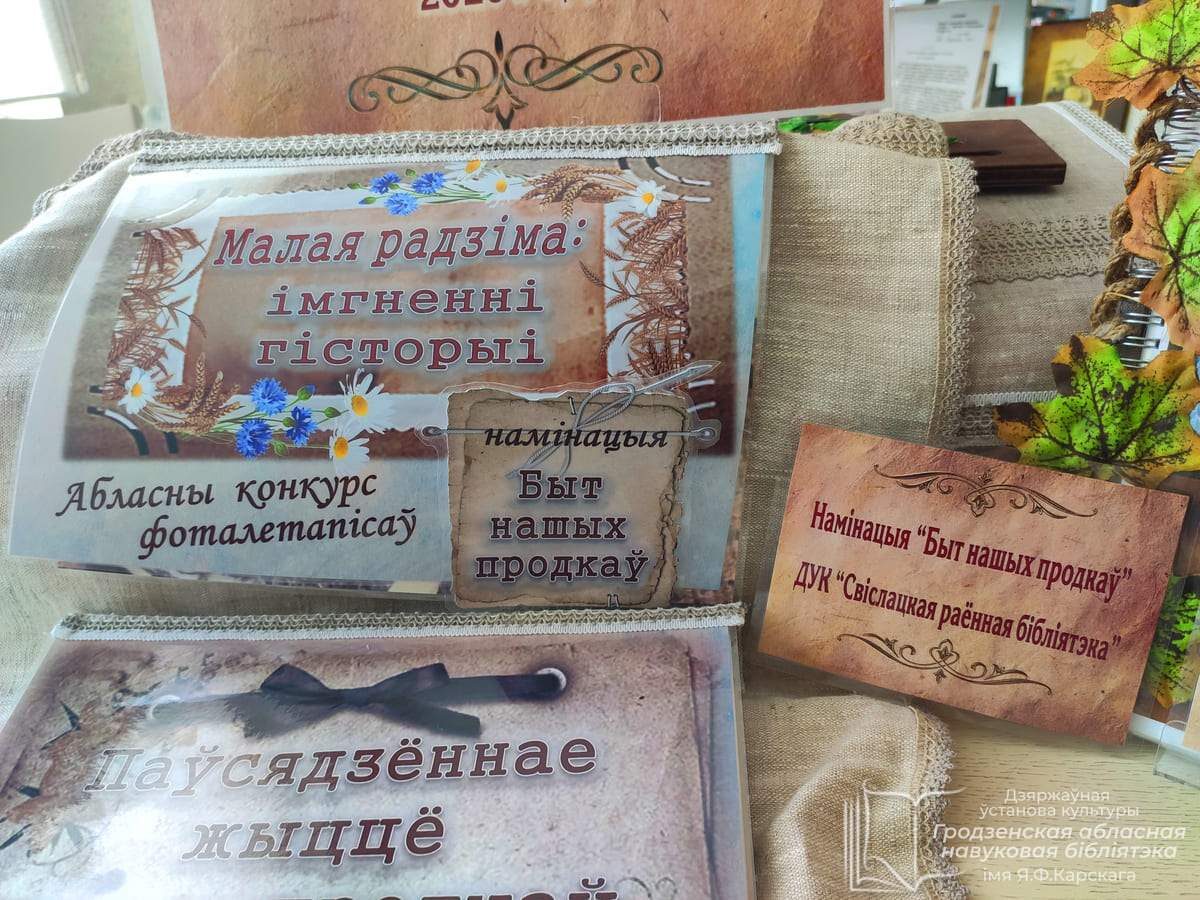 Малая радзіма:
імгненні
гісторыі
намінацыя
Быт
нашых
продкаў
Абласны конкурс
фоталетапісаў
Намінацыя “Быт нашых продкаў”
ДУК “Свіслацкая раённая бібліятэка”
Паўсядзённае
жыццё
Дзяржаўная
ўстанова культуры
Гродзенская абласная
навуковая бібліятэка
імя Я.Ф.Карскага